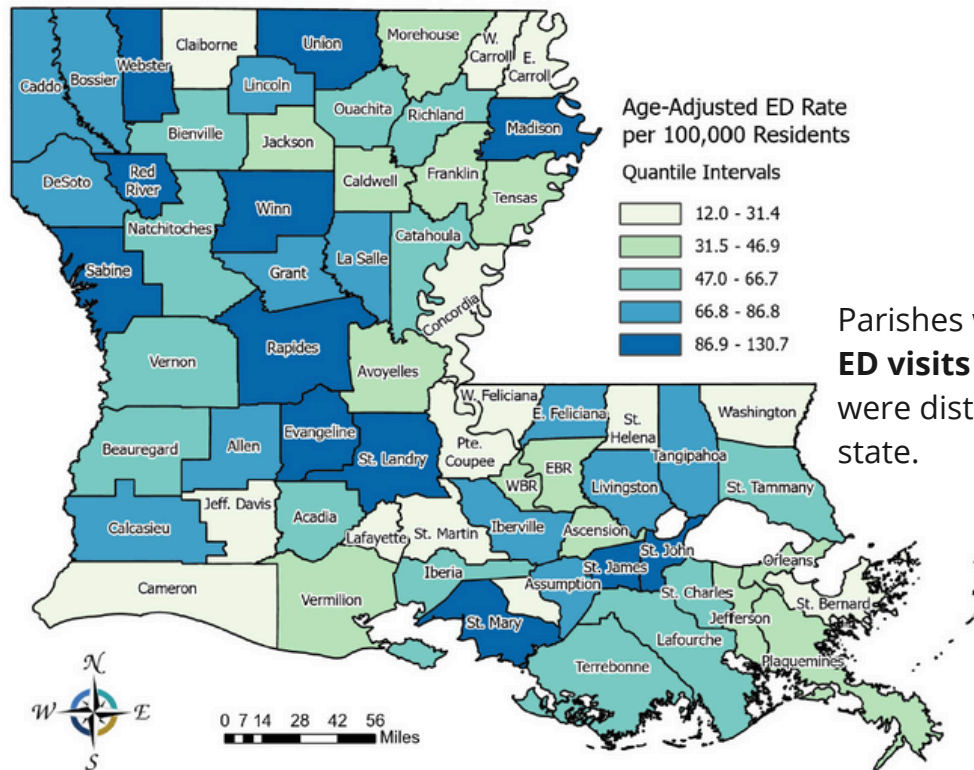 Claiborne
Union
Morehouse
W.
Carroll
E.
Carroll
Webster
Caddo
Bossier
Lincoln
Ouachita
Richland
Madison
Bienville
Jackson
DeSoto
Red
River
Caldwell
Franklin
Tensas
Winn
Natchitoches
Catahoula
La Salle
Grant
Sabine
Concordia
Rapides
Vernon
Avoyelles
W. Feliciana
E. Feliciana
St.
Helena
Washington
Tangipahoa
Evangeline
Pte.
Coupee
Beauregard
Allen
St. Landry
EBR
WBR
Livingston
St. Tammany
Jeff. Davis
Acadia
Calcasieu
Lafayette
St. Martin
Iberville
Ascension
St. John
St. James
Orleans
Iberia
Assumption
Cameron
Vermilion
St. Charles
St. Bernard
St. Mary
Jefferson
Lafourche
Terrebonne
Plaquemines
Age-Adjusted ED Rate
per 100,000 Residents
Quantile Intervals
12.0 - 31.4
31.5 - 46.9
47.0 - 66.7
66.8 - 86.8
86.9 - 130.7
Parishes
ED visits
were dist
state.
N
W E
S
0 7 14 28 42 56
Miles